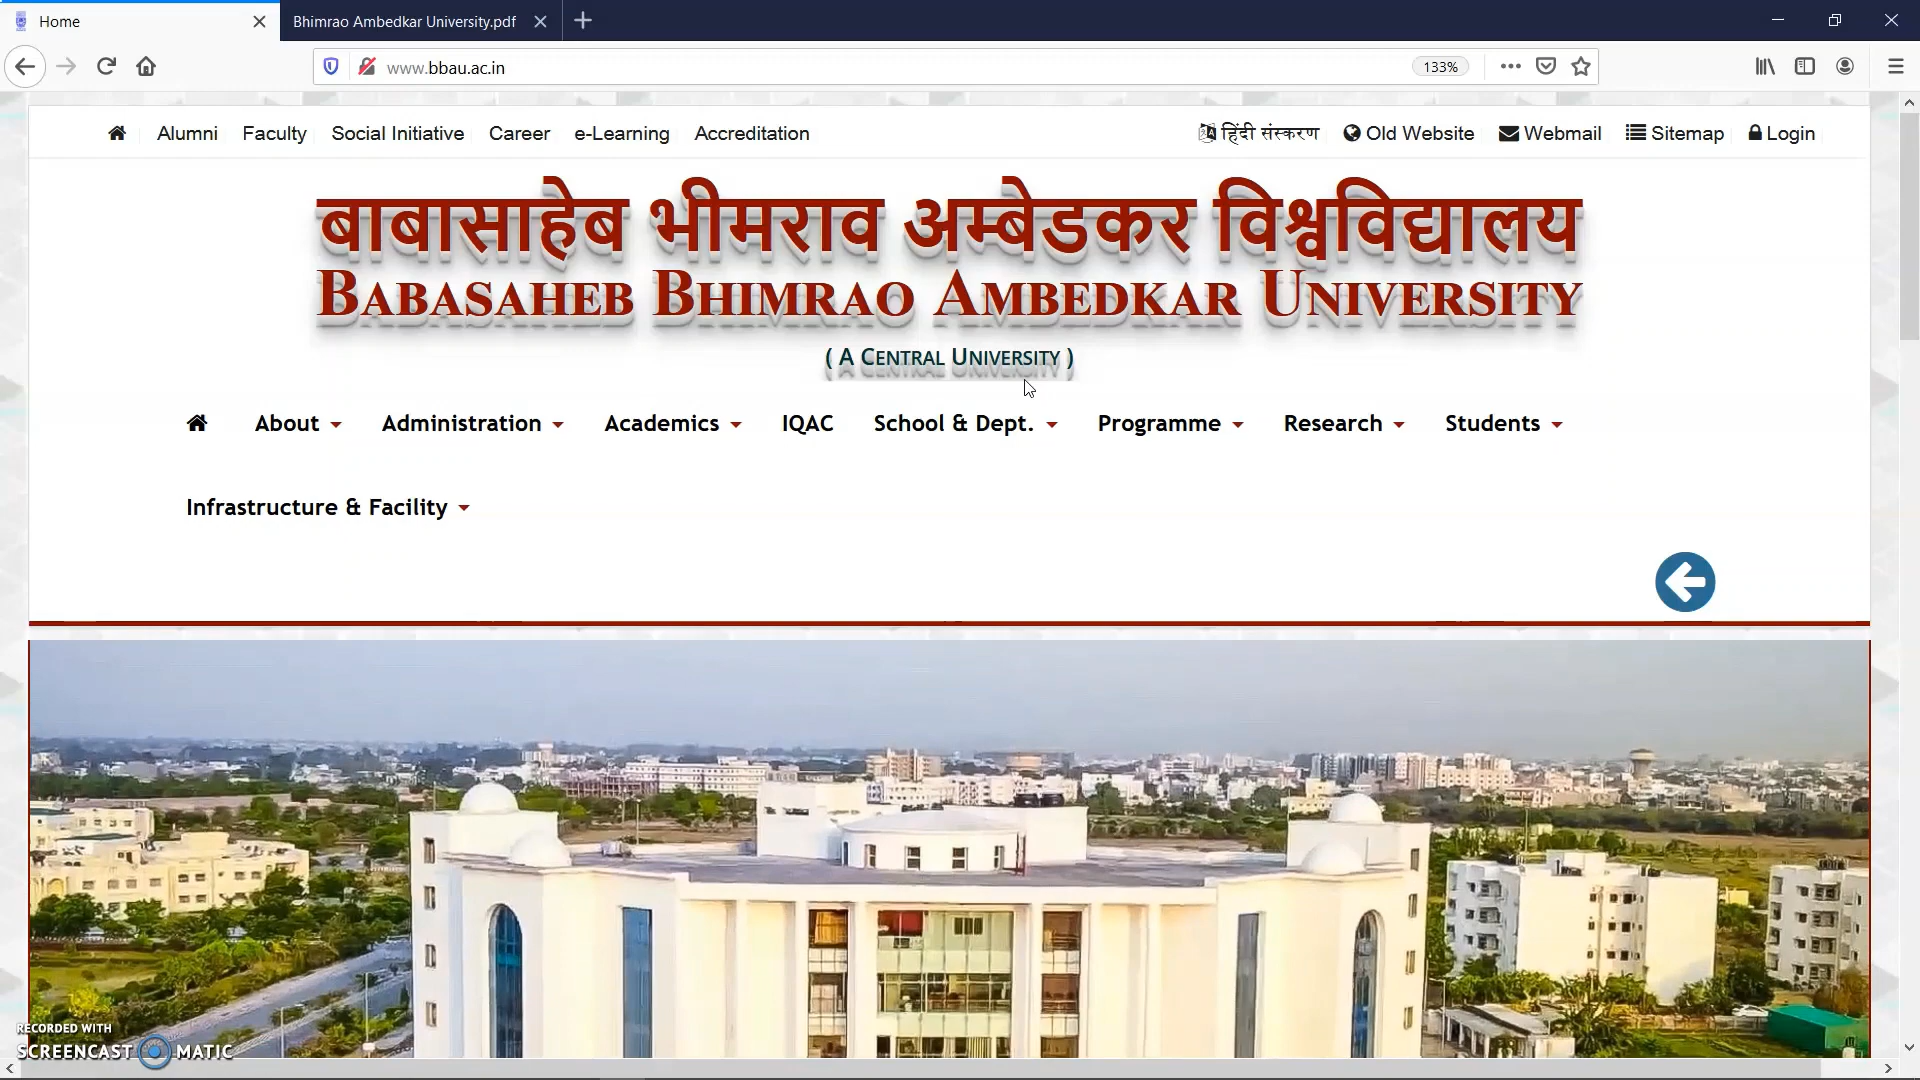 Home
Bhimrao Ambedkar University.pdf
www.bbau.ac.in
133%
Alumni Faculty Social Initiative Career e-Learning Accreditation
हिंदी संस्करण Old Website Webmail Sitemap Login
बाबासाहेब भीमराव अम्बेडकर विश्वविद्यालय
BABASAHEB BHIMRAO AMBEDKAR UNIVERSITY
( A CENTRAL UNIVERSITY )
About Administration Academics IQAC School & Dept. Programme Research Students
Infrastructure & Facility
RECORDED WITH
SCREENCAST MATIC